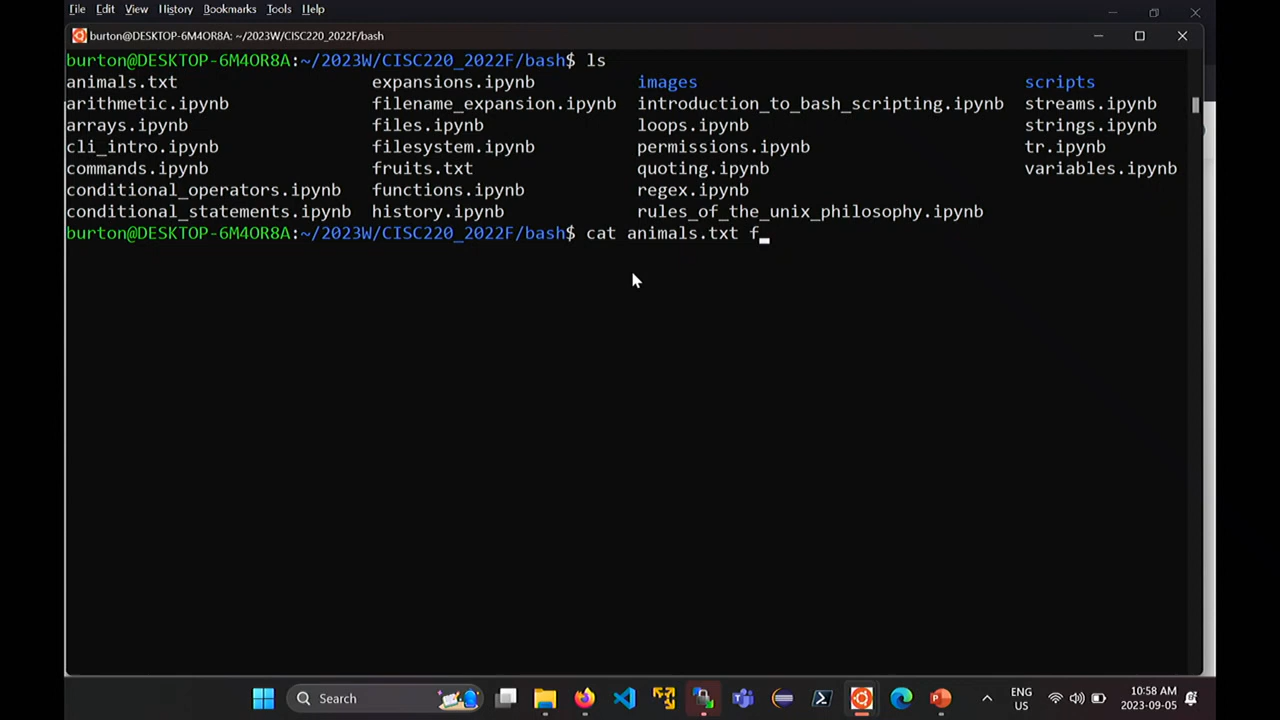 File Edit View History Bookmarks Tools Help
burton@DESKTOP-6M4OR8A: ~/2023W/CISC220_2022F/bash
burton@DESKTOP-6M4OR8A:~/2023W/CISC220_2022F/bash$ ls
animals.txt expansions.ipynb images scripts
arithmetic.ipynb filename_expansion.ipynb introduction_to_bash_scripting.ipynb streams.ipynb
arrays.ipynb files.ipynb loops.ipynb strings.ipynb
cli_intro.ipynb filesystem.ipynb permissions.ipynb tr.ipynb
commands.ipynb fruits.txt quoting.ipynb variables.ipynb
conditional_operators.ipynb functions.ipynb regex.ipynb
conditional_statements.ipynb history.ipynb rules_of_the_unix_philosophy.ipynb
burton@DESKTOP-6M4OR8A:~/2023W/CISC220_2022F/bash$ cat animals.txt f
Search
ENG
US
10:58 AM
2023-09-05